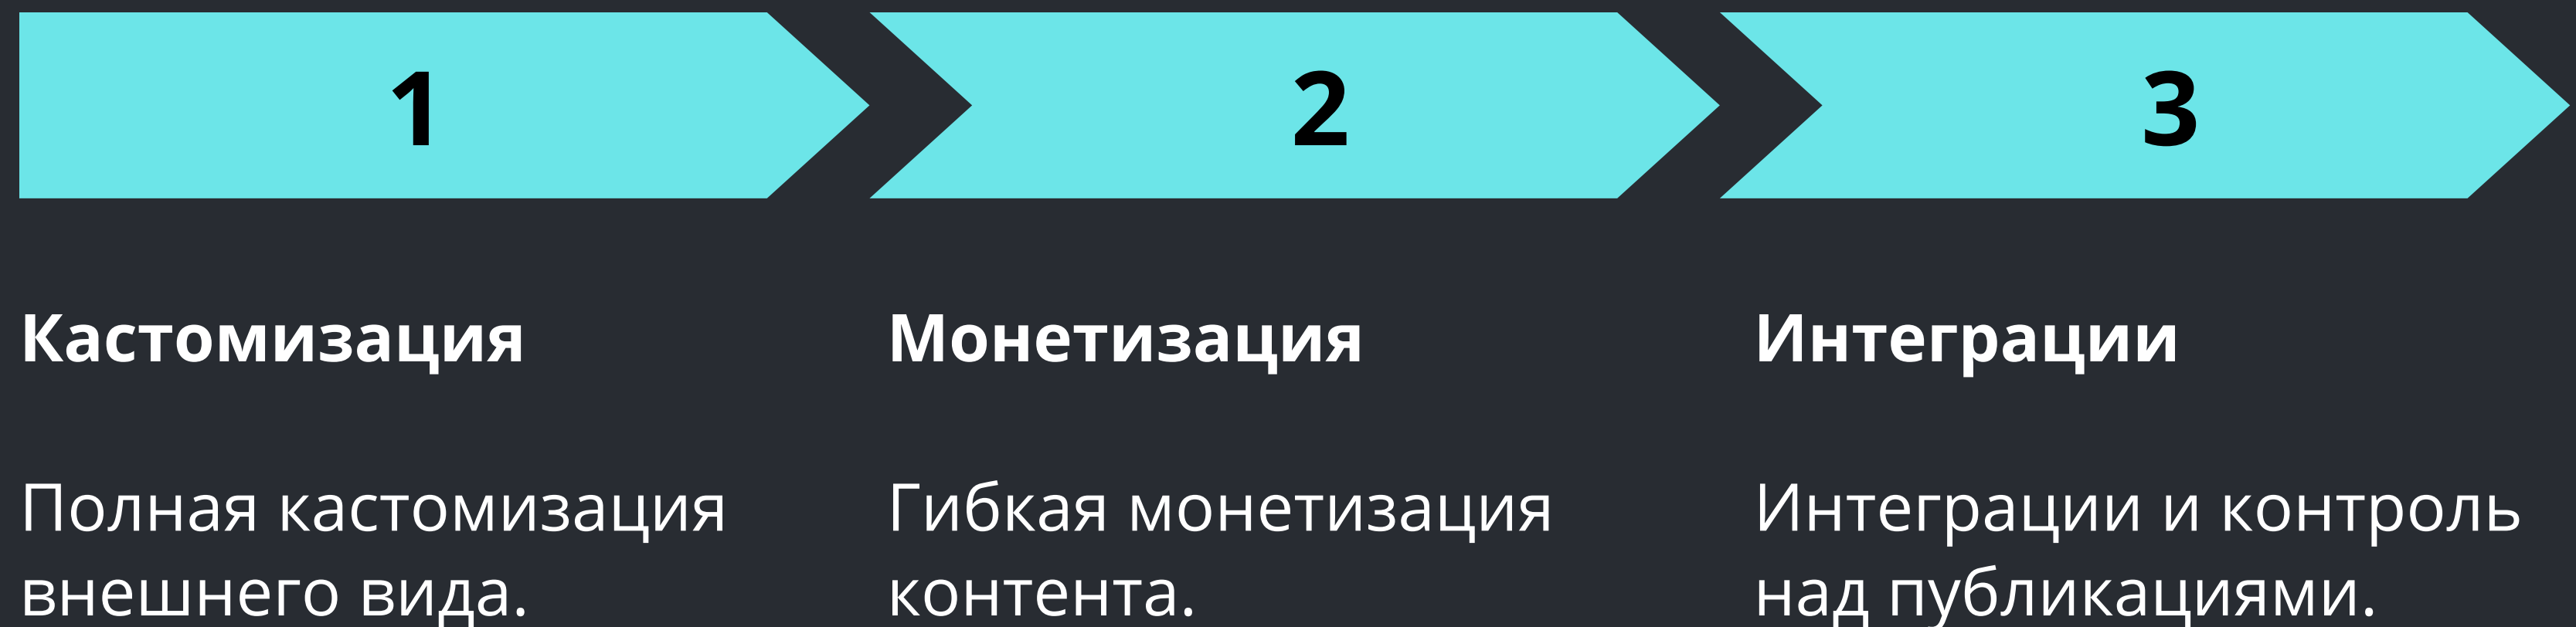 1
2
3
Кастомизация
Полная кастомизация
внешнего вида.
Монетизация
Гибкая монетизация
контента.
Интеграции
Интеграции и контроль
над публикациями.